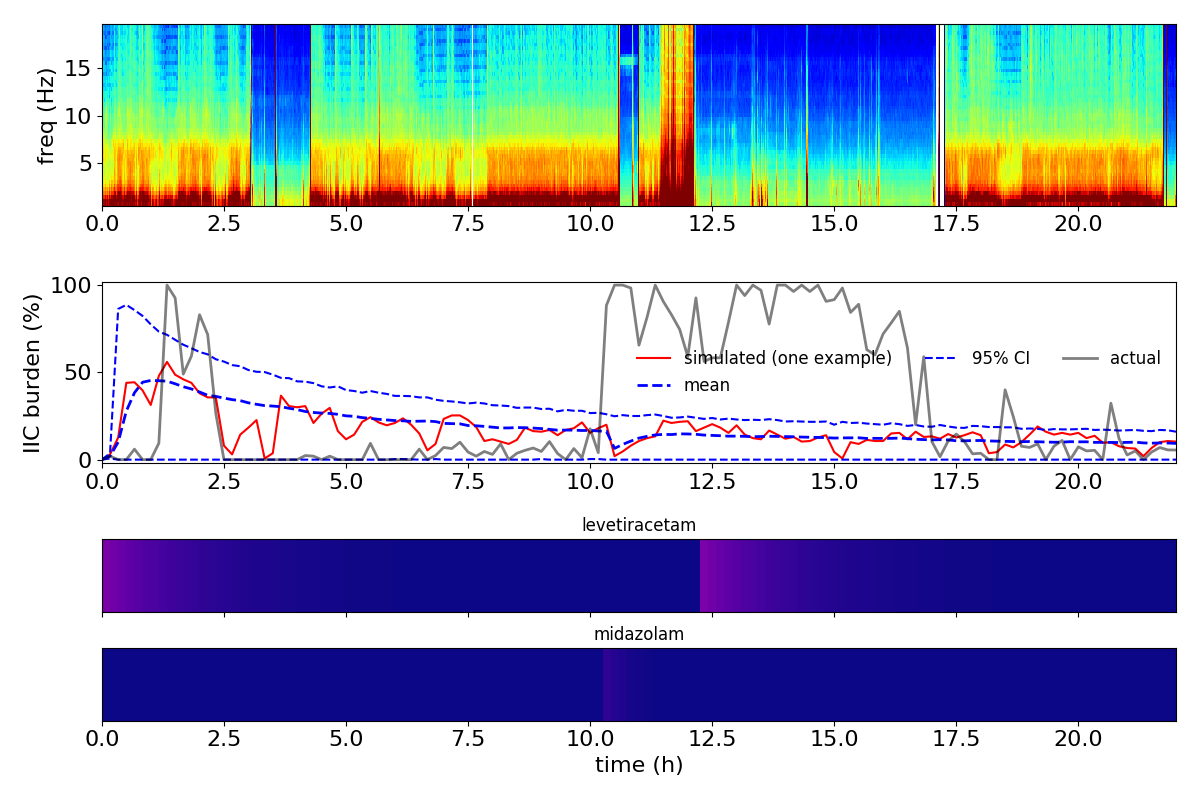 freq (Hz)
15
10
5
0.0 2.5 5.0 7.5 10.0 12.5 15.0 17.5 20.0
IIC burden (%)
100
50
0
simulated (one example) 95% CI actual
mean
0.0 2.5 5.0 7.5 10.0 12.5 15.0 17.5 20.0
levetiracetam
midazolam
0.0 2.5 5.0 7.5 10.0 12.5 15.0 17.5 20.0
time (h)